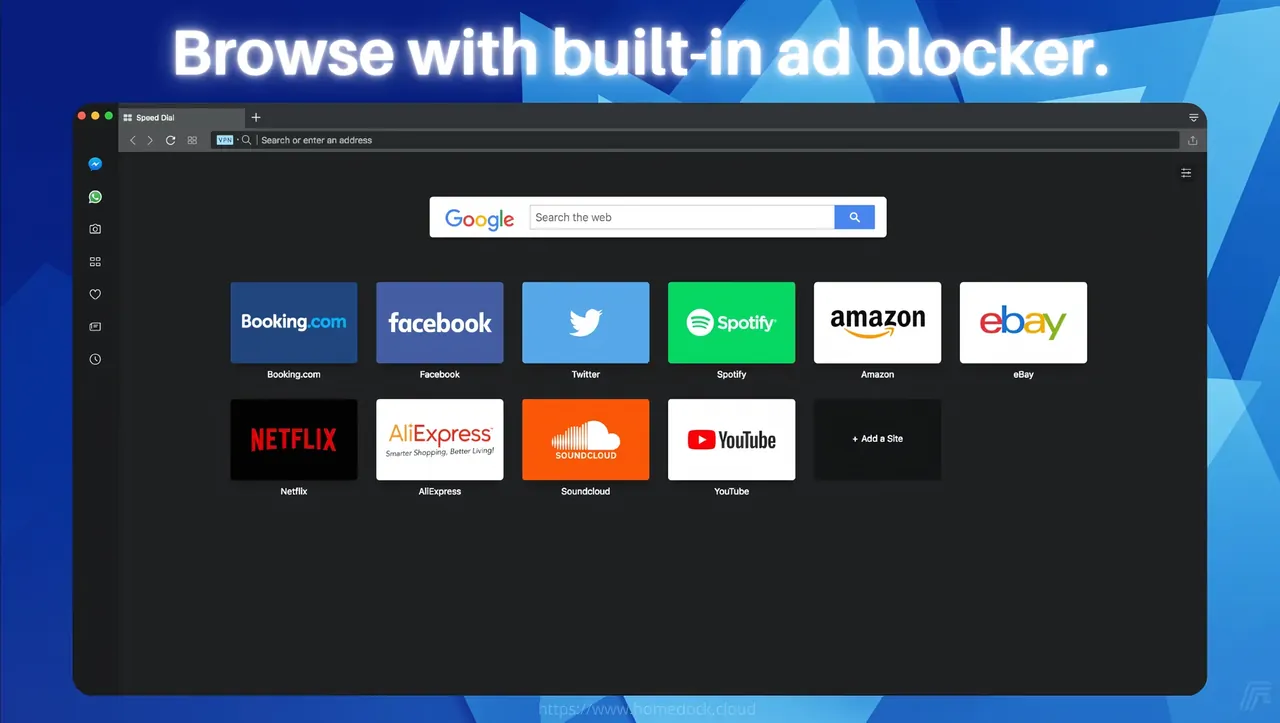 Browse with built-in ad blocker.
Speed Dial
VPN
Search or enter an address
Google
Search the web
Booking.com
facebook
Spotify
amazon
ebay
Booking.com
Facebook
Twitter
Spotify
Amazon
eBay
NETFLIX
AliExpress
Smarter Shopping, Better Living!
SOUNDCLOUD
YouTube
+ Add a Site
Netflix
AliExpress
Soundcloud
YouTube
https://www.homedock.cloud